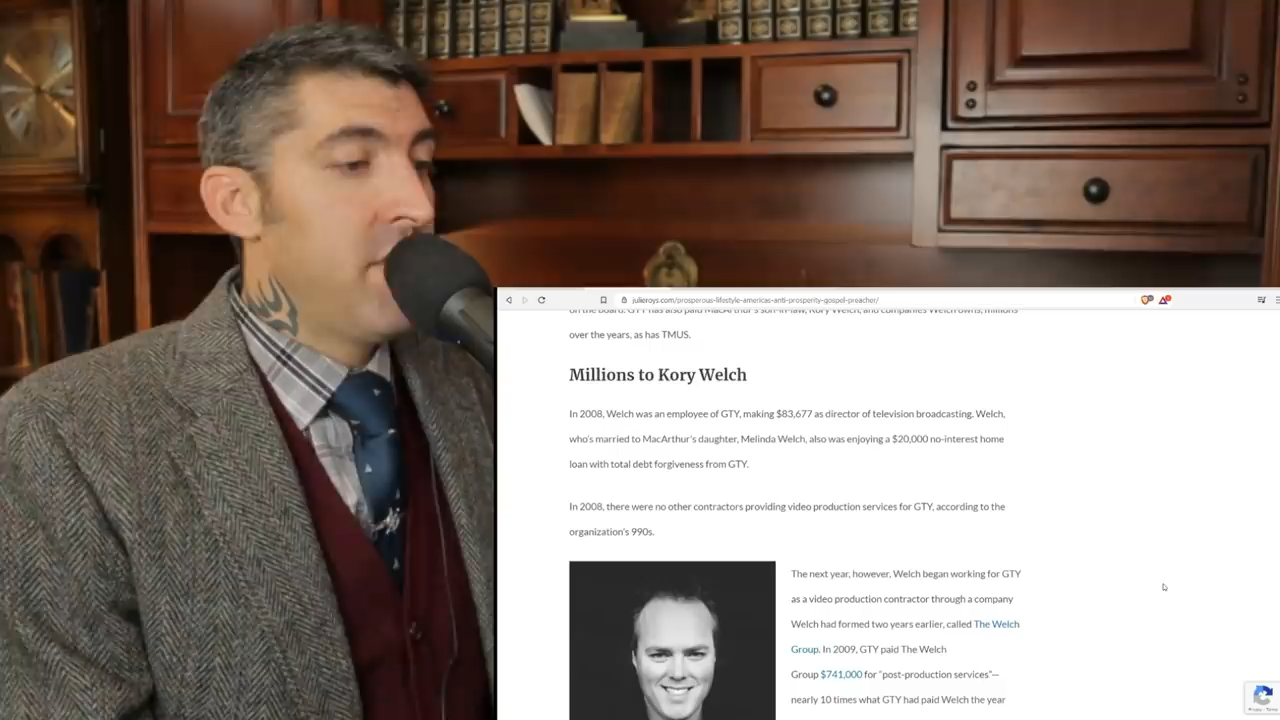 julieroys.com/prosperous-lifestyle-americas-anti-prosperity-gospel-preacher/
on the board. GTY has also paid MacArthur's son-in-law, Kory Welch, and companies Welch owns, millions
over the years, as has TMUS.
Millions to Kory Welch
In 2008, Welch was an employee of GTY, making $83,677 as director of television broadcasting. Welch,
who's married to MacArthur's daughter, Melinda Welch, also was enjoying a $20,000 no-interest home
loan with total debt forgiveness from GTY.
In 2008, there were no other contractors providing video production services for GTY, according to the
organization's 990s.
The next year, however, Welch began working for GTY
as a video production contractor through a company
Welch had formed two years earlier, called The Welch
Group. In 2009, GTY paid The Welch
Group $741,000 for “post-production services”—
nearly 10 times what GTY had paid Welch the year